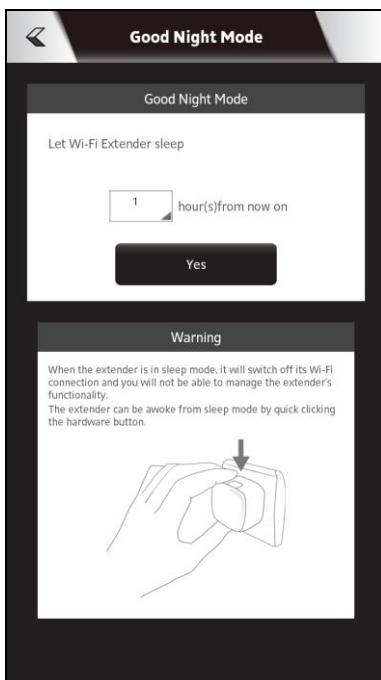 Good Night Mode
Good Night Mode
Let Wi-Fi Extender sleep
1 hour(s)from now on
Yes
Warning
When the extender is in sleep mode, it will switch off its Wi-Fi
connection and you will not be able to manage the extender's
functionality.
The extender can be awoke from sleep mode by quick clicking
the hardware button.